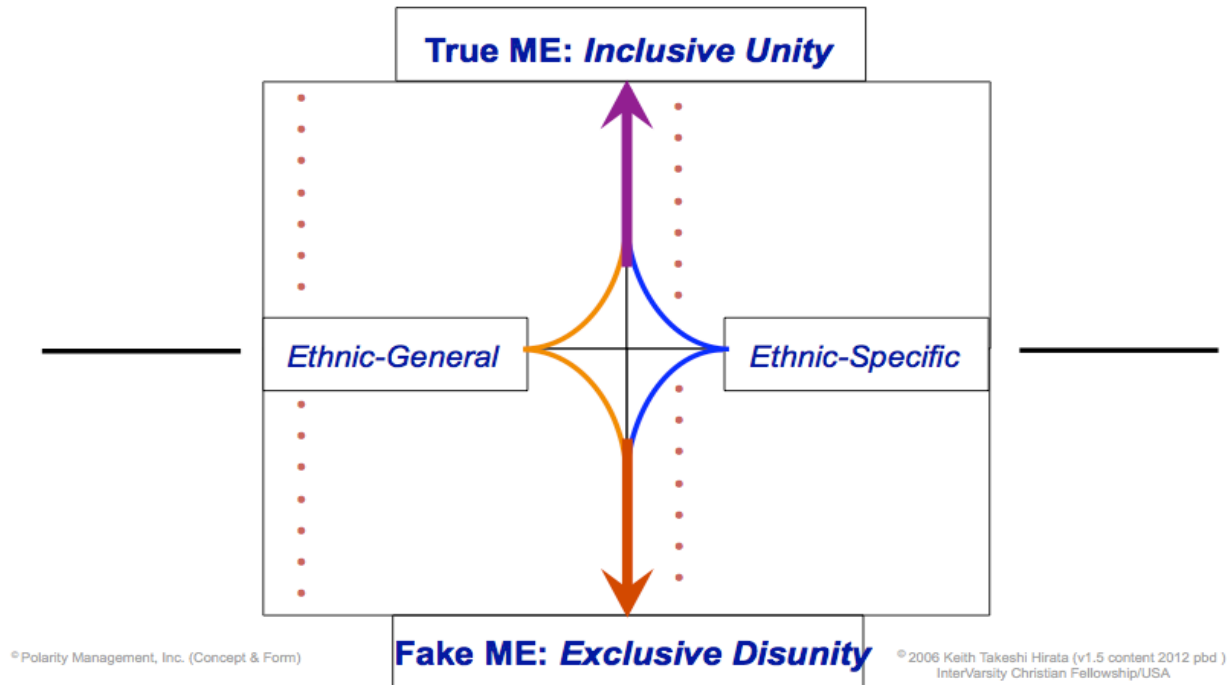 True ME: Inclusive Unity
Ethnic-General
Ethnic-Specific
Fake ME: Exclusive Disunity
© Polarity Management, Inc. (Concept & Form)
© 2006 Keith Takeshi Hirata (v1.5 content 2012 pbd )
InterVarsity Christian Fellowship/USA